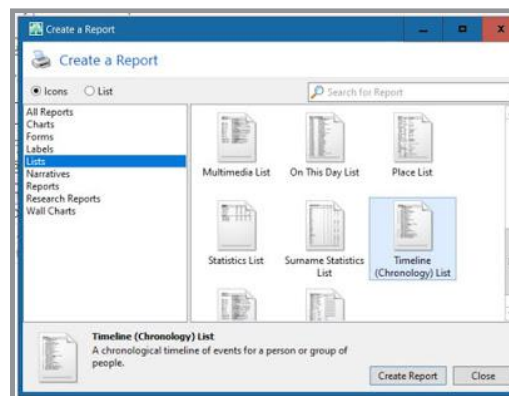 Create a Report
Create a Report
Icons List
Search for Report
All Reports
Charts
Forms
Labels
Lists
Narratives
Reports
Research Reports
Wall Charts
Multimedia List
On This Day List
Place List
Statistics List
Surname Statistics
List
Timeline
(Chronology) List
Timeline (Chronology) List
A chronological timeline of events for a person or group of
people.
Create Report
Close